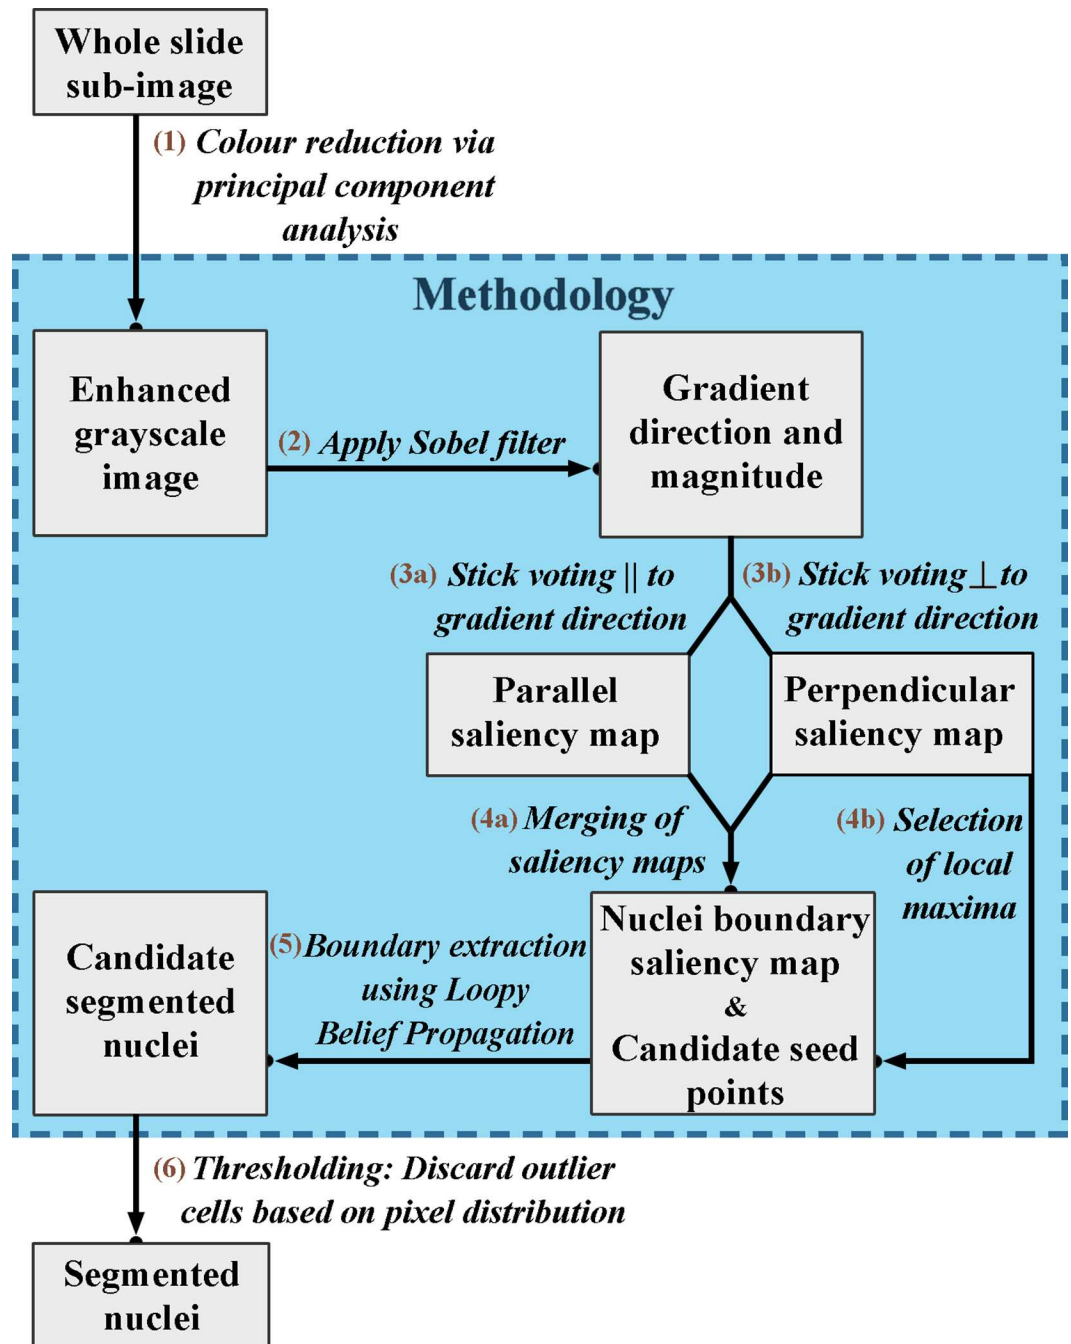 Whole slide
sub-image
(1) Colour reduction via
principal component
analysis
Methodology
Enhanced
grayscale
image
(2) Apply Sobel filter
Gradient
direction and
magnitude
(3a) Stick voting || to
gradient direction
(3b) Stick voting ⊥ to
gradient direction
Parallel
saliency map
Perpendicular
saliency map
(4a) Merging of
saliency maps
(4b) Selection
of local
maxima
Nuclei boundary
saliency map
&
Candidate seed
points
(5) Boundary extraction
using Loopy
Belief Propagation
Candidate
segmented
nuclei
(6) Thresholding: Discard outlier
cells based on pixel distribution
Segmented
nuclei